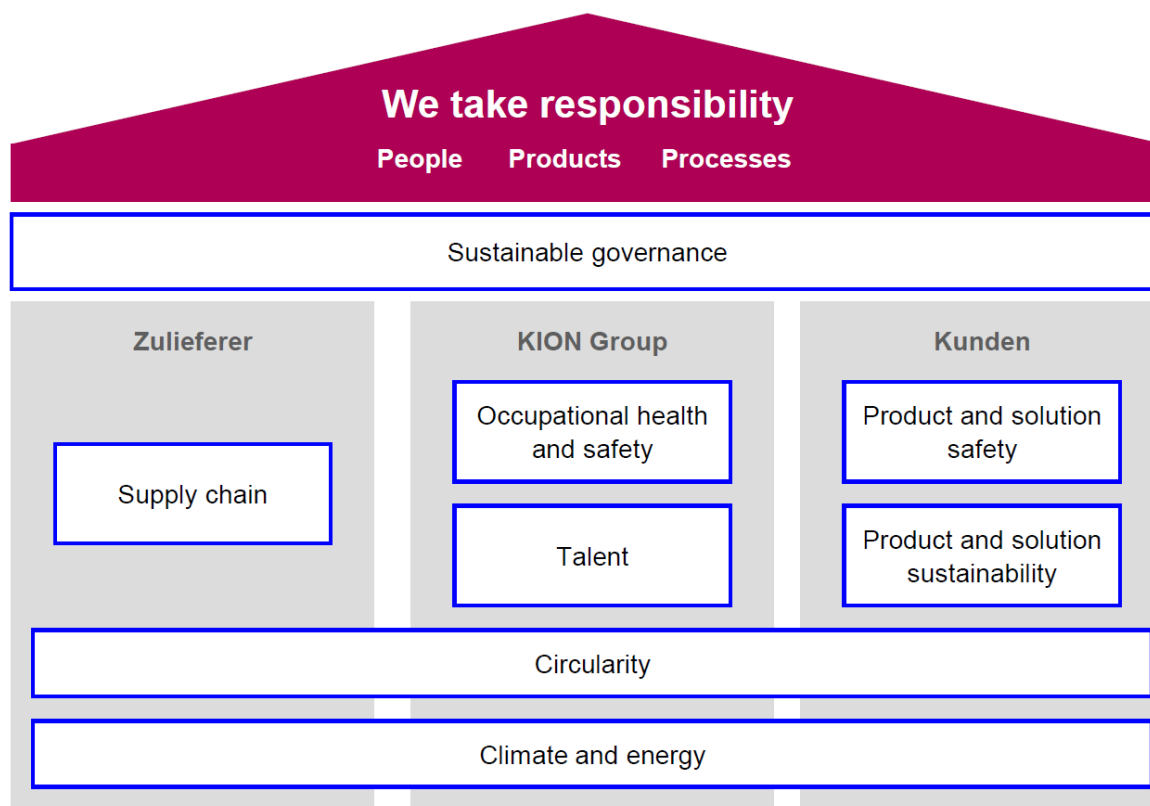 We take responsibility
People Products Processes
Sustainable governance
Zulieferer
Supply chain
KION Group
Occupational health
and safety
Talent
Kunden
Product and solution
safety
Product and solution
sustainability
Circularity
Climate and energy